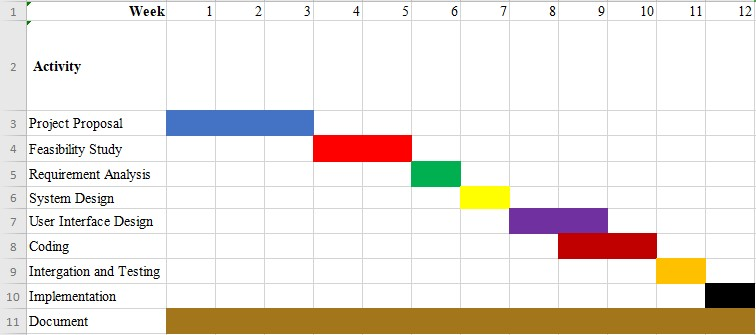 1 Week 1 2 3 4 5 6 7 8 9 10 11 12
2 Activity
3 Project Proposal
4 Feasibility Study
5 Requirement Analysis
6 System Design
7 User Interface Design
8 Coding
9 Intergation and Testing
10 Implementation
11 Document